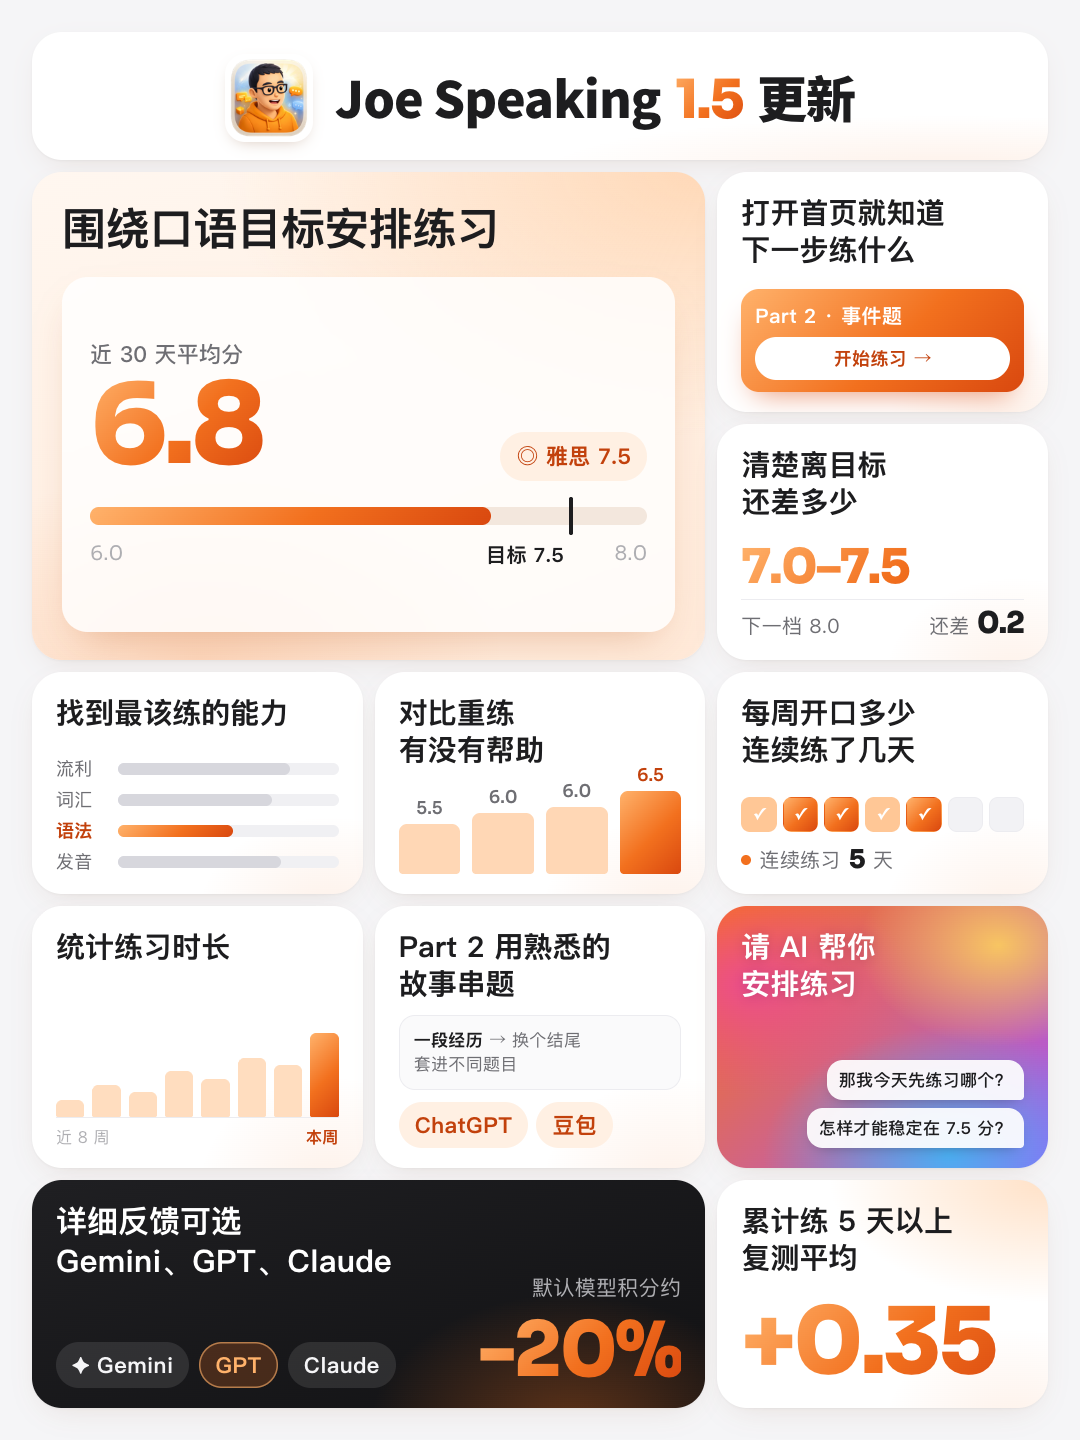 Joe Speaking 1.5 更新
围绕口语目标安排练习
近 30 天平均分
6.8
◎ 雅思 7.5
6.0
目标 7.5
8.0
打开首页就知道
下一步练什么
Part 2 · 事件题
开始练习 →
清楚离目标
还差多少
7.0–7.5
下一档 8.0
还差 0.2
找到最该练的能力
流利
词汇
语法
发音
对比重练
有没有帮助
5.5
6.0
6.0
6.5
每周开口多少
连续练了几天
✓ ✓ ✓ ✓ ✓
连续练习 5 天
统计练习时长
近 8 周
本周
Part 2 用熟悉的
故事串题
一段经历 → 换个结尾
套进不同题目
ChatGPT
豆包
请 AI 帮你
安排练习
那我今天先练习哪个?
怎样才能稳定在 7.5 分?
详细反馈可选
Gemini、GPT、Claude
默认模型积分约
-20%
Gemini
GPT
Claude
累计练 5 天以上
复测平均
+0.35